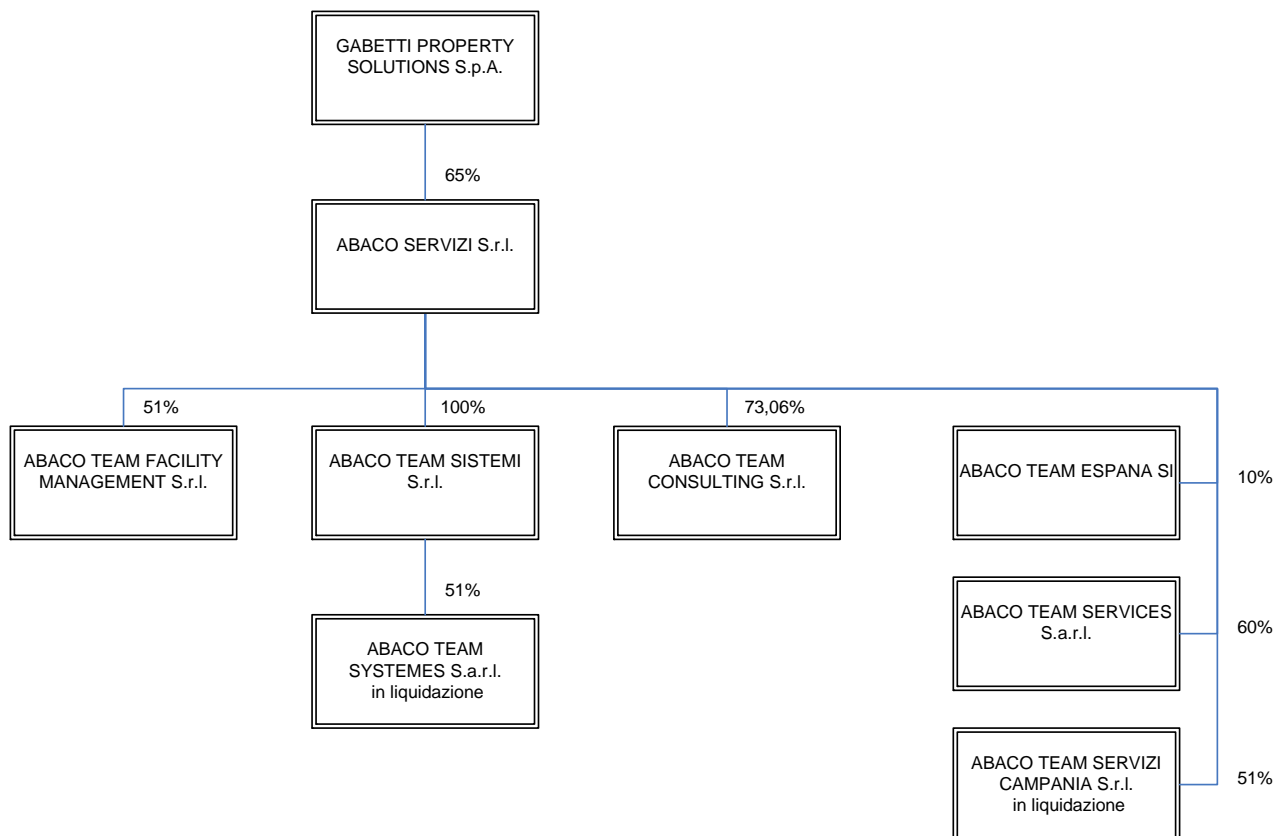 GABETTI PROPERTY
SOLUTIONS S.p.A.
65%
ABACO SERVIZI S.r.l.
51%
100%
73,06%
ABACO TEAM FACILITY
MANAGEMENT S.r.l.
ABACO TEAM SISTEMI
S.r.l.
ABACO TEAM
CONSULTING S.r.l.
ABACO TEAM ESPANA Sl
10%
51%
ABACO TEAM
SYSTEMES S.a.r.l.
in liquidazione
ABACO TEAM SERVICES
S.a.r.l.
60%
ABACO TEAM SERVIZI
CAMPANIA S.r.l.
in liquidazione
51%